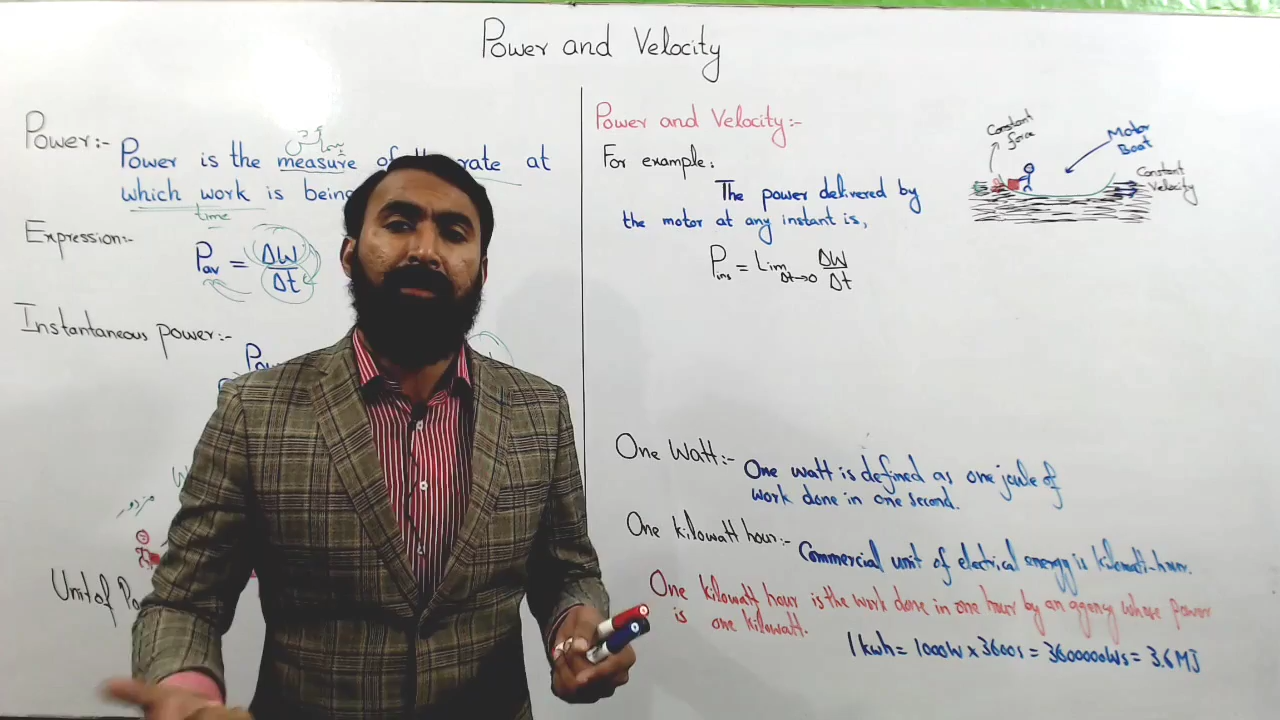 Power and Velocity
Power:-
پیمائش
Power is the measure of the rate at
which work is being
time
Expression:-
Pav = ΔW/Δt
Instantaneous power:-
Unit of Po
Power and Velocity:-
For example:
The power delivered by
the motor at any instant is,
Pins = Lim Δt→0 ΔW/Δt
Constant
force
Motor
Boat
Constant
Velocity
One Watt:- One watt is defined as one joule of
work done in one second.
One kilowatt hour:- Commercial unit of electrical energy is kilowatt-hour.
One kilowatt hour is the work done in one hour by an agency whose power
is one kilowatt.
1 kwh = 1000W x 3600s = 3600000Ws = 3.6 MJ